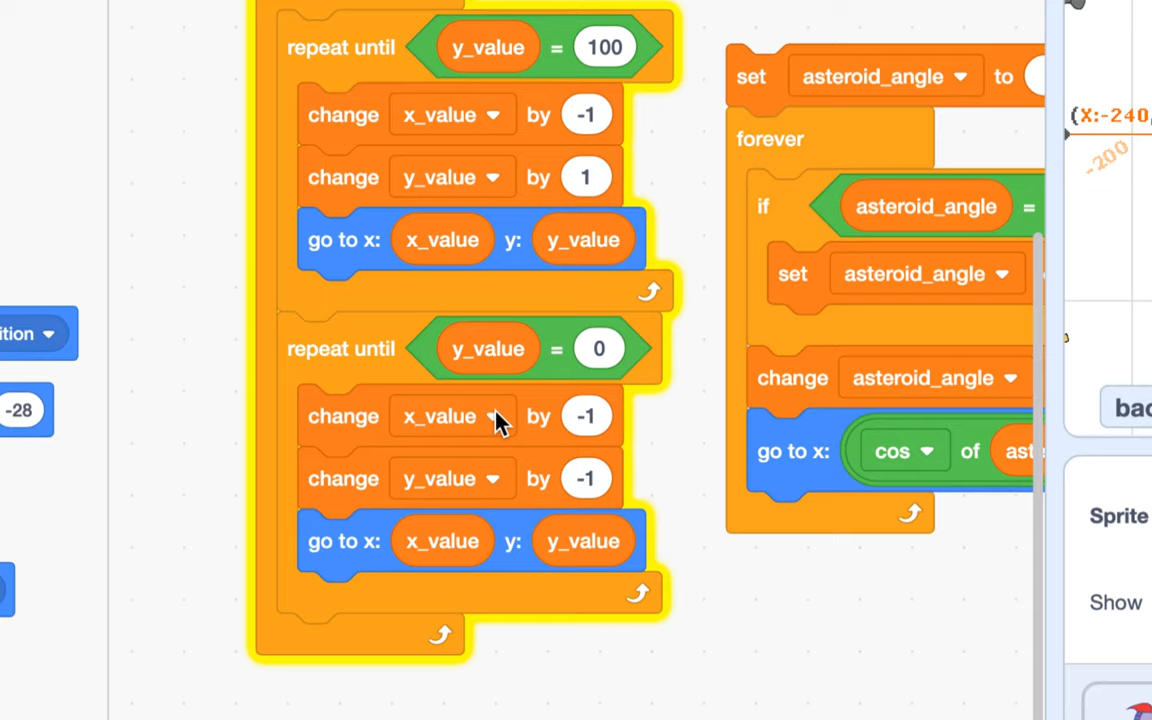 repeat until y_value = 100
change x_value by -1
change y_value by 1
go to x: x_value y: y_value
repeat until y_value = 0
change x_value by -1
change y_value by -1
go to x: x_value y: y_value
set asteroid_angle to
forever
if asteroid_angle =
set asteroid_angle
change asteroid_angle
go to x: cos of ast
ition
-28
(X:-240,
-200
bac
Sprite
Show